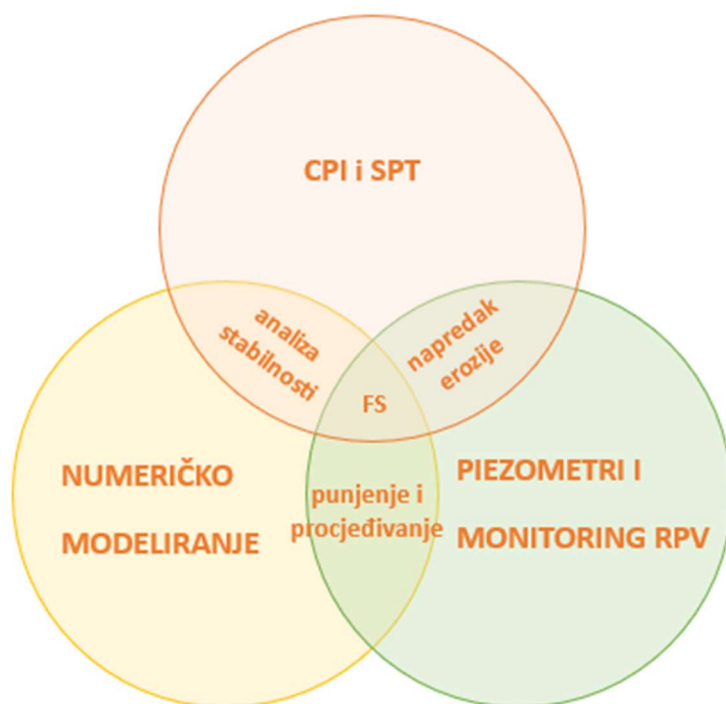 CPI i SPT
analiza
stabilnosti
napredak
erozije
FS
NUMERIČKO
MODELIRANJE
punjenje i
procjeđivanje
PIEZOMETRI I
MONITORING RPV